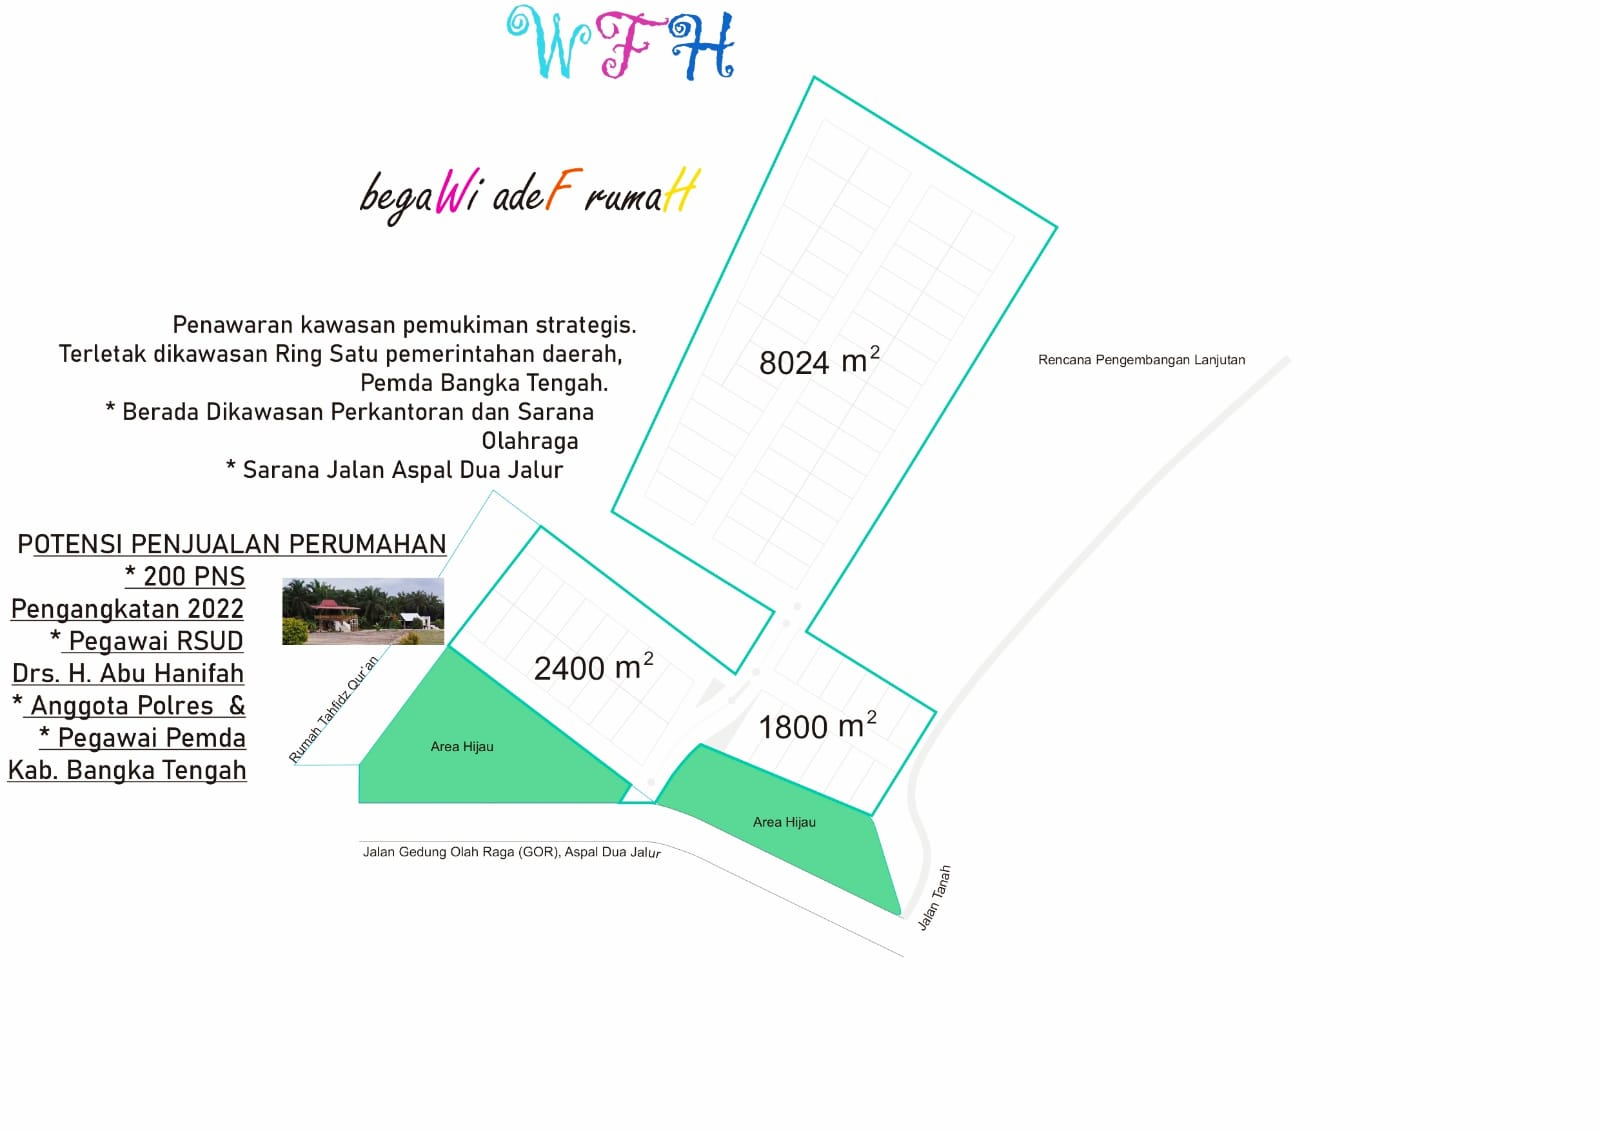 WFH
begaWi adeF rumaH
Penawaran kawasan pemukiman strategis.
Terletak dikawasan Ring Satu pemerintahan daerah,
Pemda Bangka Tengah.
* Berada Dikawasan Perkantoran dan Sarana
Olahraga
* Sarana Jalan Aspal Dua Jalur
POTENSI PENJUALAN PERUMAHAN
* 200 PNS
Pengangkatan 2022
* Pegawai RSUD
Drs. H. Abu Hanifah
* Anggota Polres &
* Pegawai Pemda
Kab. Bangka Tengah
8024 m²
Rencana Pengembangan Lanjutan
2400 m²
1800 m²
Rumah Tahfidz Qur'an
Area Hijau
Area Hijau
Jalan Gedung Olah Raga (GOR), Aspal Dua Jalur
Jalan Tanah